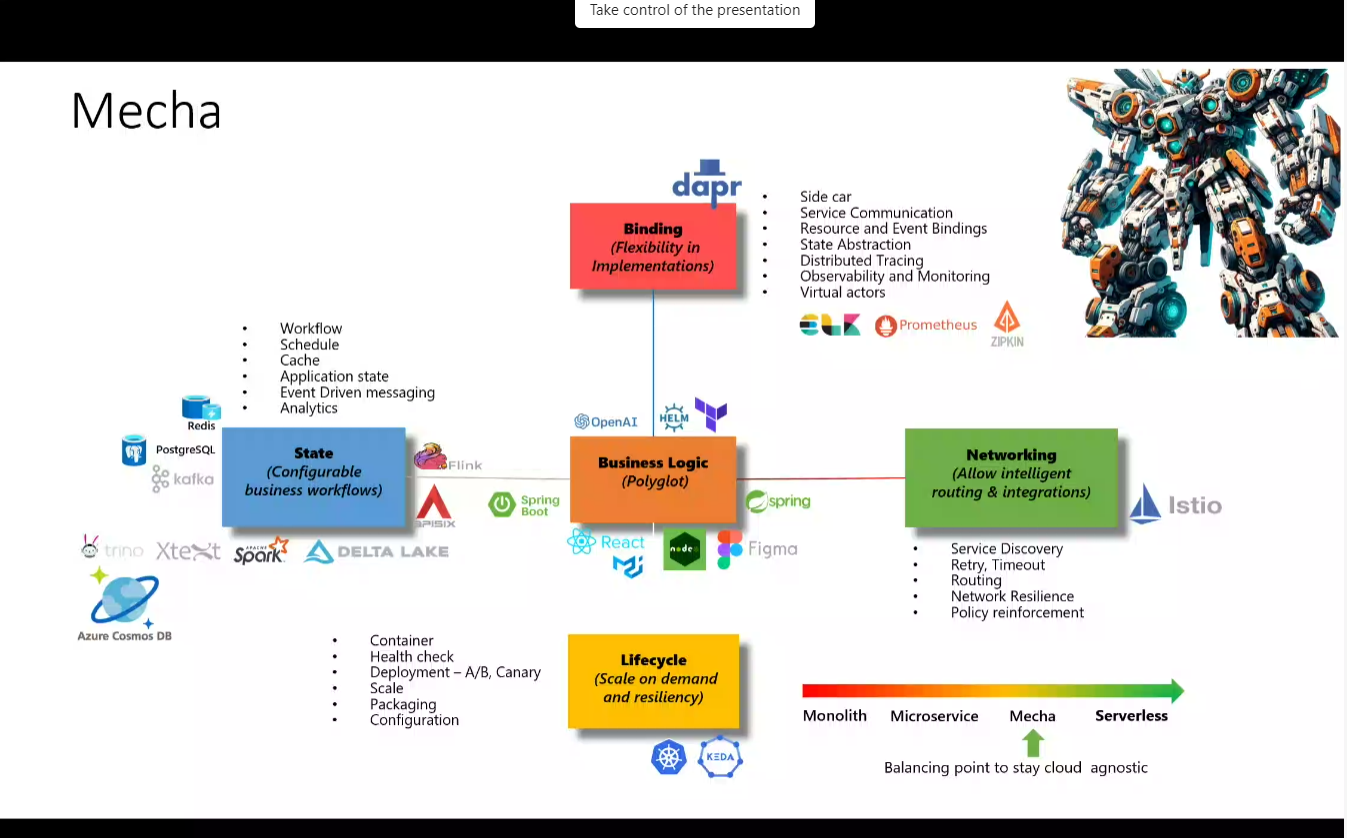 Take control of the presentation
Mecha
dapr
Binding
(Flexibility in
Implementations)
• Side car
• Service Communication
• Resource and Event Bindings
• State Abstraction
• Distributed Tracing
• Observability and Monitoring
• Virtual actors
Prometheus
ZIPKIN
• Workflow
• Schedule
• Cache
• Application state
• Event Driven messaging
• Analytics
Redis
PostgreSQL
kafka
State
(Configurable
business workflows)
Flink
APISIX
trino
Xtext
APACHE
Spark
DELTA LAKE
Azure Cosmos DB
OpenAI
HELM
Business Logic
(Polyglot)
Spring
Boot
spring
React
node
Figma
Networking
(Allow intelligent
routing & integrations)
Istio
• Service Discovery
• Retry, Timeout
• Routing
• Network Resilience
• Policy reinforcement
• Container
• Health check
• Deployment – A/B, Canary
• Scale
• Packaging
• Configuration
Lifecycle
(Scale on demand
and resiliency)
KEDA
Monolith Microservice Mecha Serverless
Balancing point to stay cloud agnostic